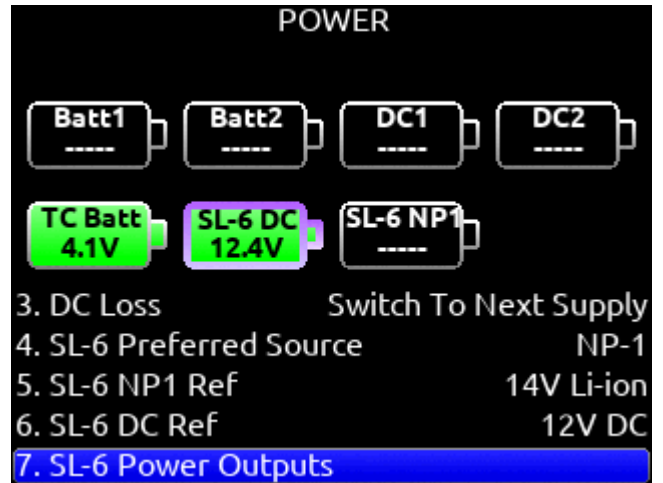 POWER
Batt1 Batt2 DC1 DC2
----- ----- ----- -----
TC Batt SL-6 DC SL-6 NP1
4.1V 12.4V -----
3. DC Loss Switch To Next Supply
4. SL-6 Preferred Source NP-1
5. SL-6 NP1 Ref 14V Li-ion
6. SL-6 DC Ref 12V DC
7. SL-6 Power Outputs